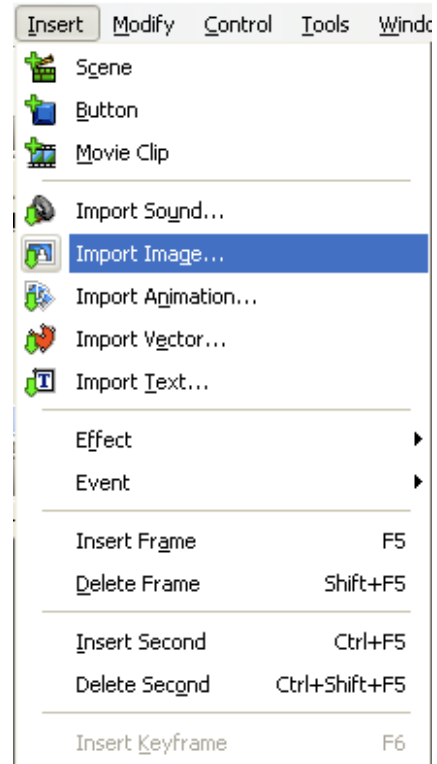 Insert Modify Control Tools Windo
Scene
Button
Movie Clip
Import Sound...
Import Image...
Import Animation...
Import Vector...
Import Text...
Effect
Event
Insert Frame F5
Delete Frame Shift+F5
Insert Second Ctrl+F5
Delete Second Ctrl+Shift+F5
Insert Keyframe F6